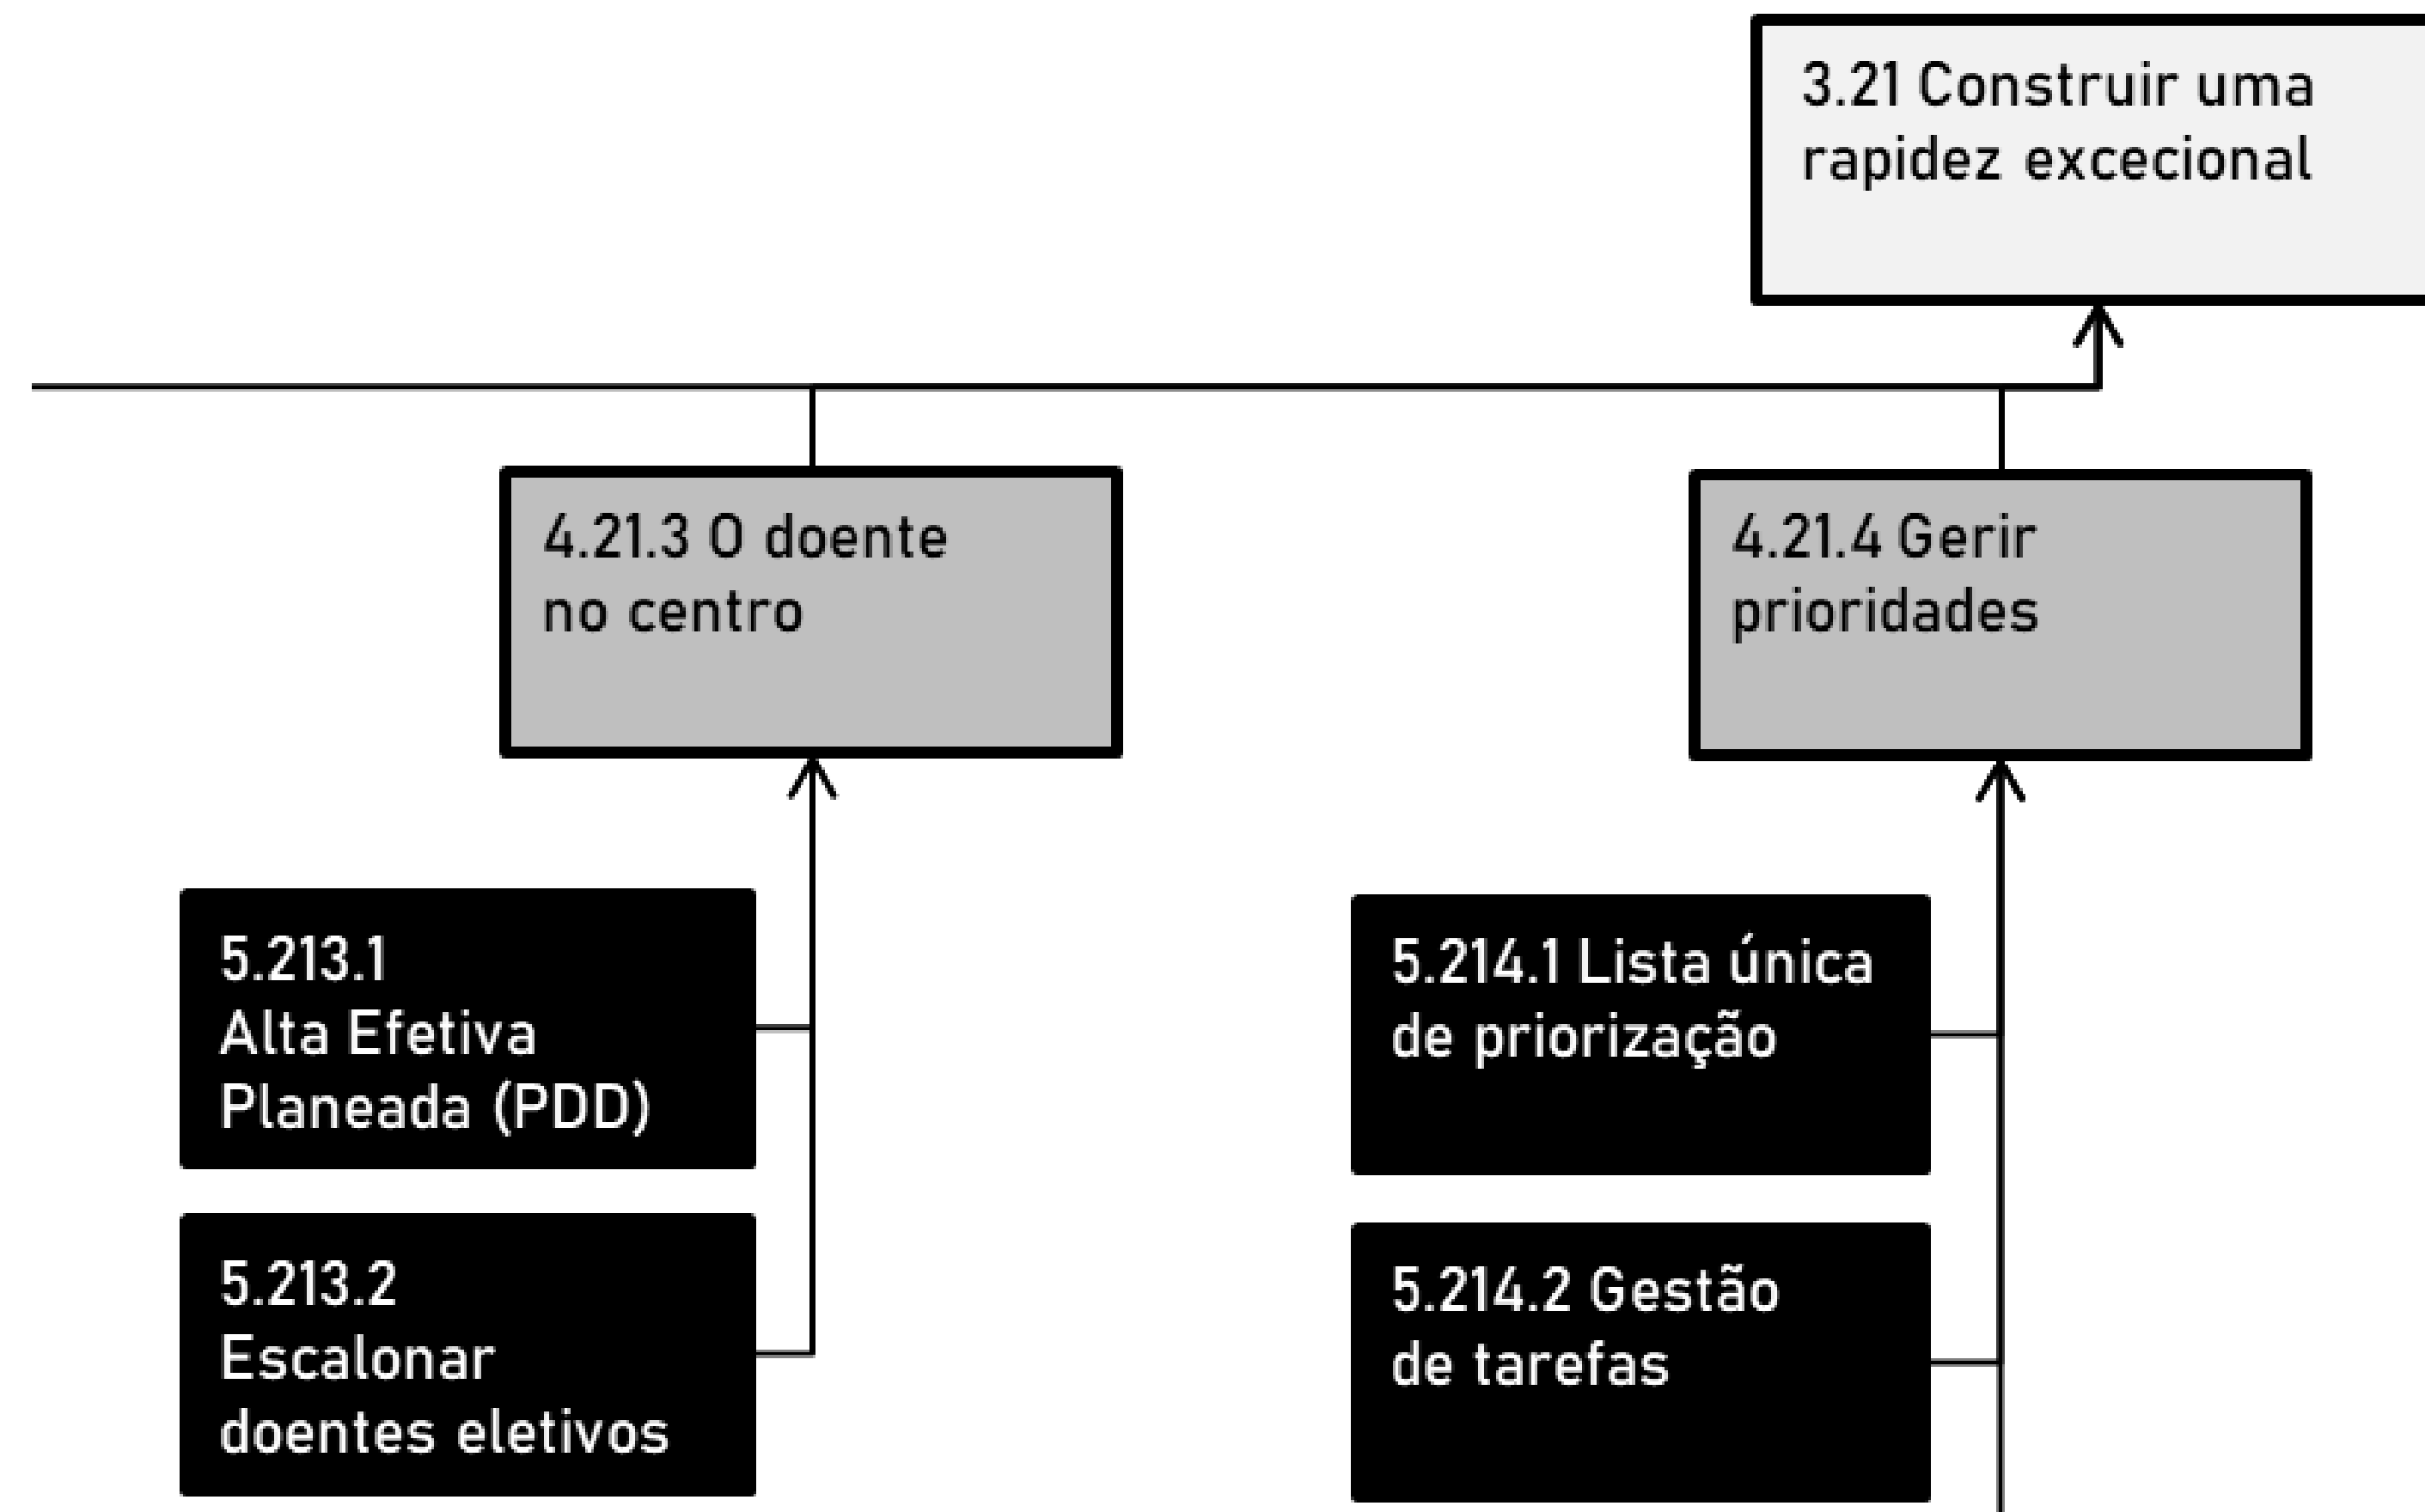 3.21 Construir uma
rapidez excecional
4.21.3 O doente
no centro
4.21.4 Gerir
prioridades
5.213.1
Alta Efetiva
Planeada (PDD)
5.214.1 Lista única
de priorização
5.213.2
Escalonar
doentes eletivos
5.214.2 Gestão
de tarefas